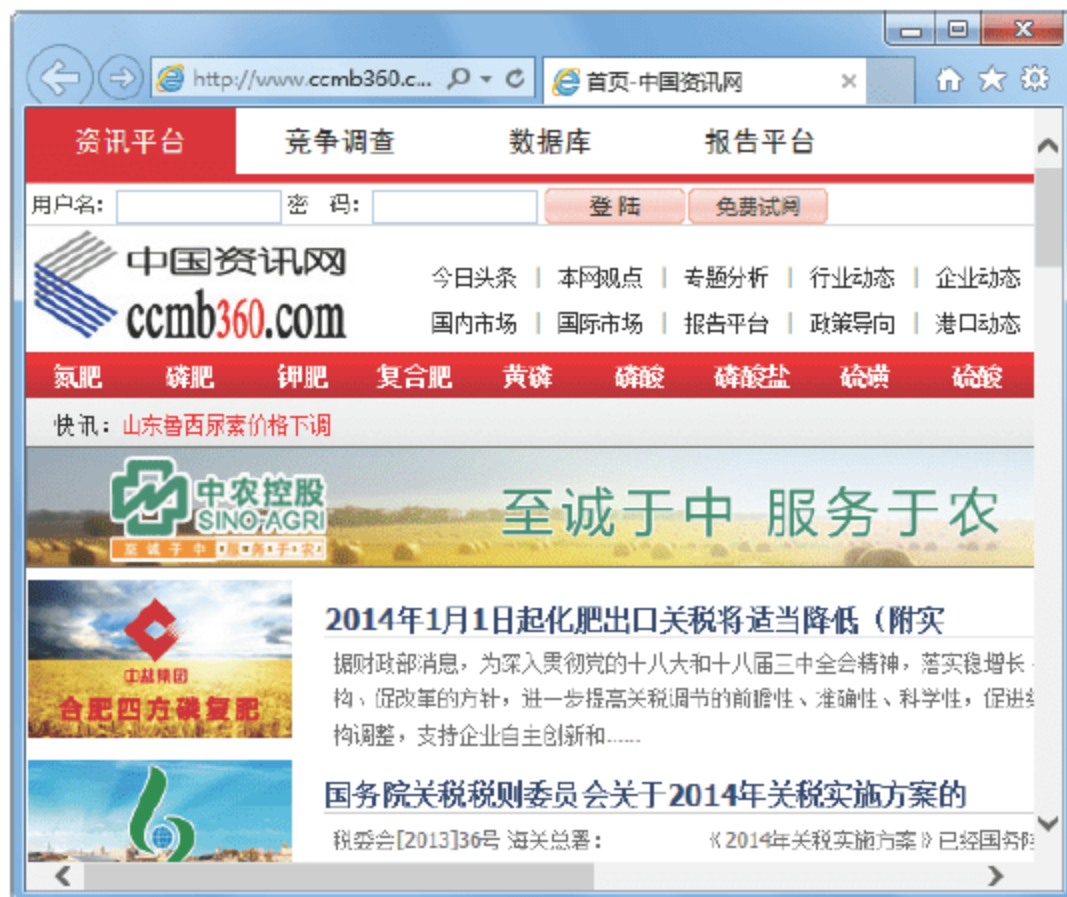 http://www.ccmb360.c... 首页-中国资讯网
资讯平台 竞争调查 数据库 报告平台
用户名: 密 码: 登 陆 免费试阅
中国资讯网 今日头条 | 本网观点 | 专题分析 | 行业动态 | 企业动态
ccmb360.com 国内市场 | 国际市场 | 报告平台 | 政策导向 | 港口动态
氮肥 磷肥 钾肥 复合肥 黄磷 磷酸 磷酸盐 硫磺 硫酸
快讯: 山东鲁西尿素价格下调
中农控股
SINO-AGRI
至诚于中·服务于农
至诚于中 服务于农
中盐集团
合肥四方磷复肥
2014年1月1日起化肥出口关税将适当降低（附实
据财政部消息，为深入贯彻党的十八大和十八届三中全会精神，落实稳增长
构、促改革的方针，进一步提高关税调节的前瞻性、准确性、科学性，促进
构调整，支持企业自主创新和......
国务院关税税则委员会关于2014年关税实施方案的
税委会[2013]36号 海关总署： 《2014年关税实施方案》已经国务院